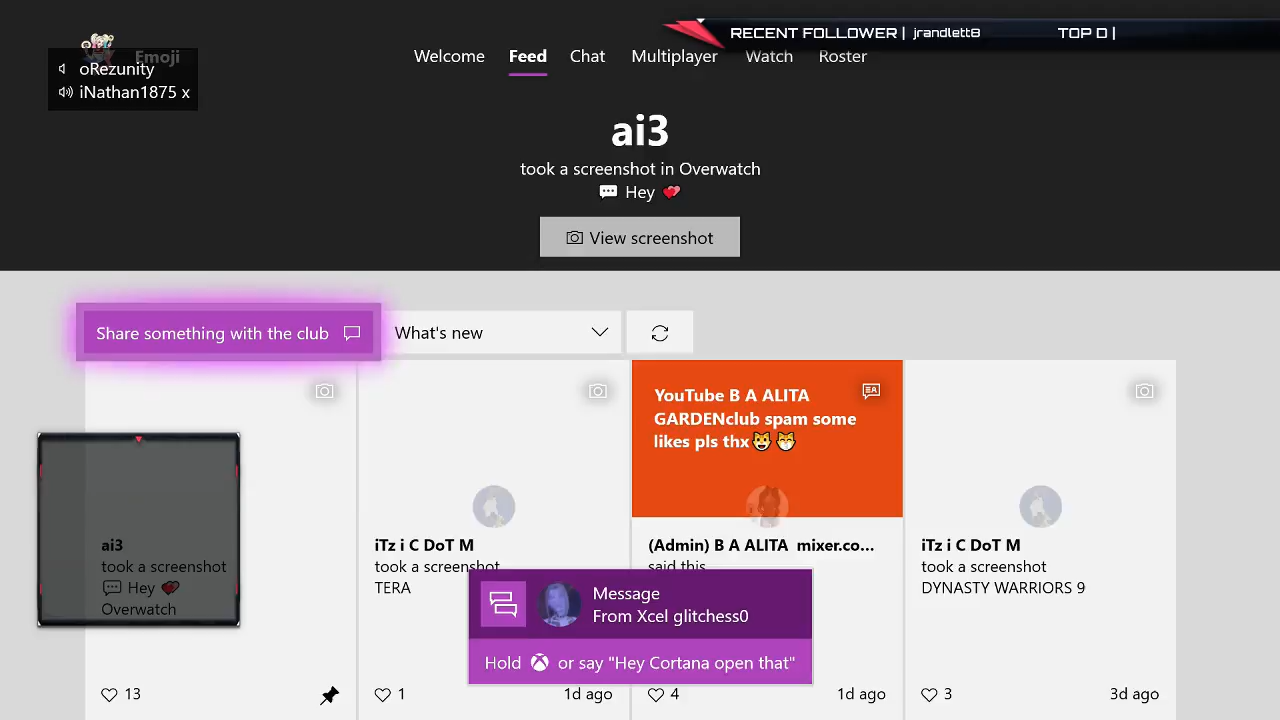 RECENT FOLLOWER | jrandlett8 TOP D |
Emoji
oRezunity
iNathan1875 x
Welcome Feed Chat Multiplayer Watch Roster
ai3
took a screenshot in Overwatch
💬 Hey 💕
View screenshot
Share something with the club
What's new
YouTube B A ALITA
GARDENclub spam some
likes pls thx😺😁
ai3
took a screenshot
💬 Hey 💕
Overwatch
13
iTz i C DoT M
took a screenshot
TERA
1 1d ago
(Admin) B A ALITA mixer.co...
said this
4 1d ago
iTz i C DoT M
took a screenshot
DYNASTY WARRIORS 9
3 3d ago
Message
From Xcel glitchess0
Hold or say "Hey Cortana open that"